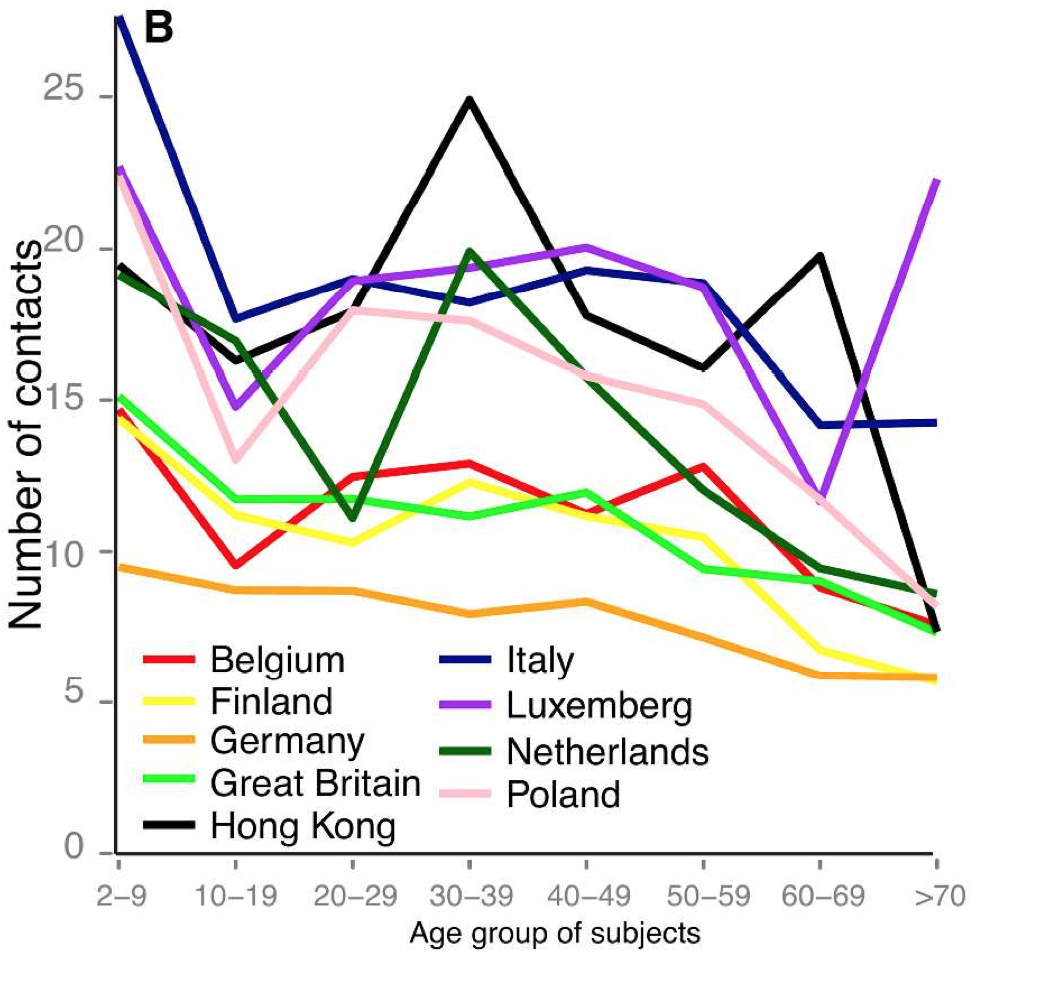 B
25
20
15
10
5
0
Number of contacts
Belgium
Finland
Germany
Great Britain
Hong Kong
Italy
Luxemberg
Netherlands
Poland
2–9 10–19 20–29 30–39 40–49 50–59 60–69 >70
Age group of subjects